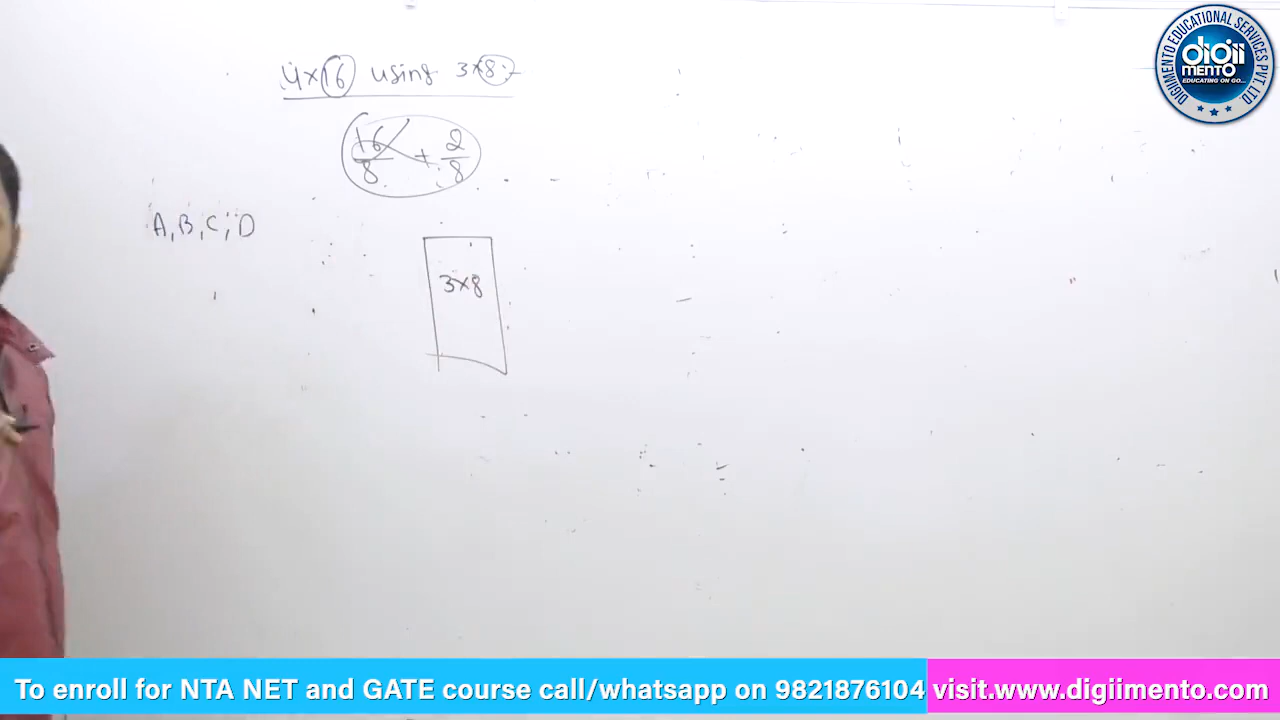 4×16 using 3×8:-
16/8 + 2/8
A, B, C, D
3×8
DIGIIMENTO EDUCATIONAL SERVICES PVT. LTD
digii
MENTO
EDUCATING ON GO...
To enroll for NTA NET and GATE course call/whatsapp on 9821876104 visit.www.digiimento.com